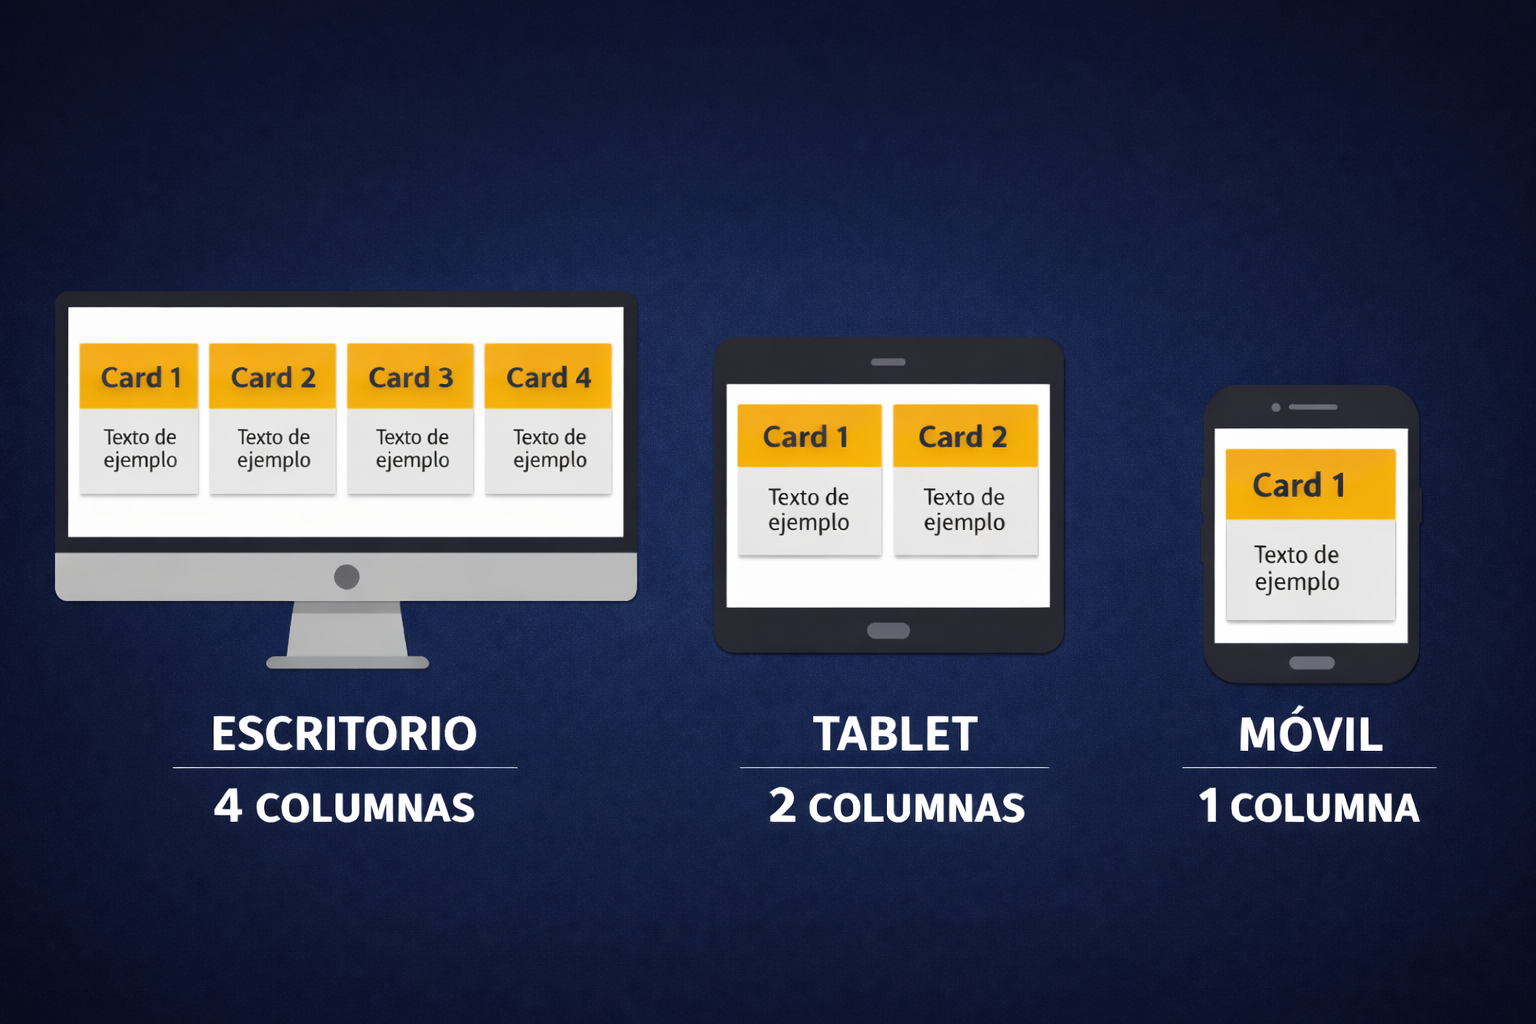 Card 1
Texto de
ejemplo
Card 2
Texto de
ejemplo
Card 3
Texto de
ejemplo
Card 4
Texto de
ejemplo
ESCRITORIO
4 COLUMNAS
Card 1
Texto de
ejemplo
Card 2
Texto de
ejemplo
TABLET
2 COLUMNAS
Card 1
Texto de
ejemplo
MÓVIL
1 COLUMNA